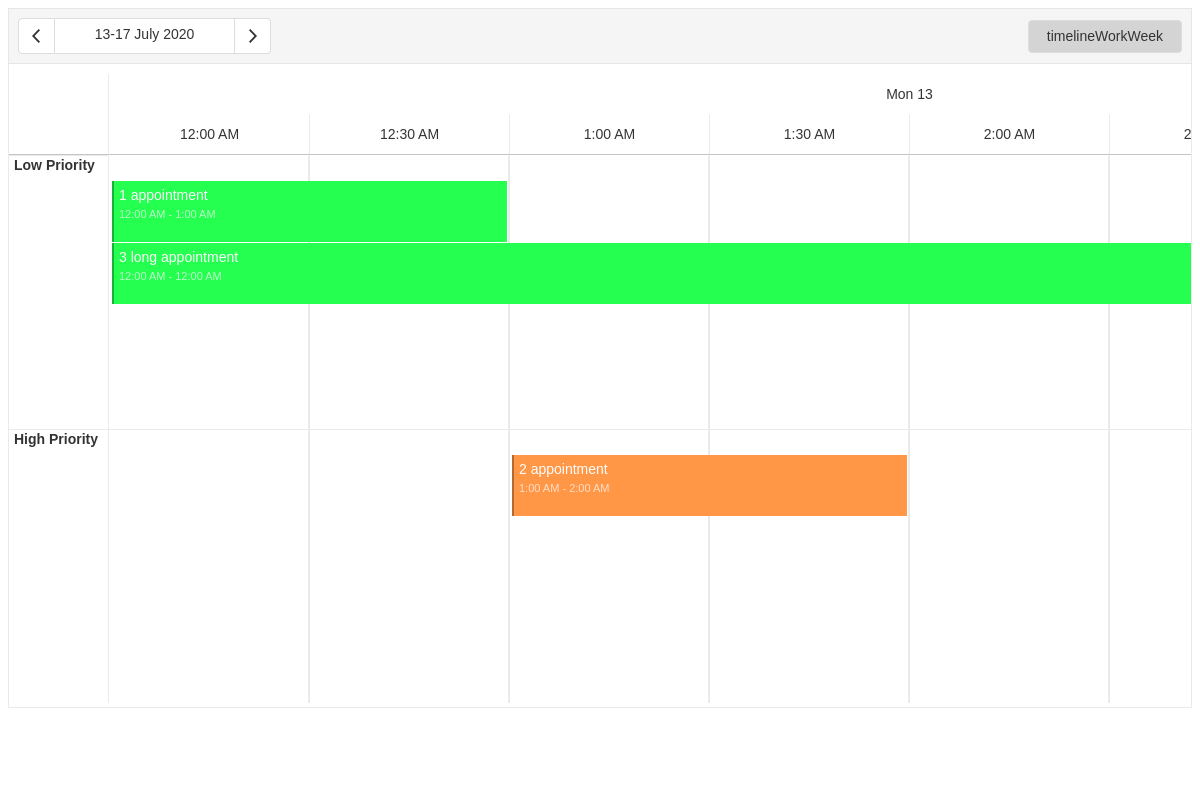 13-17 July 2020
timelineWorkWeek
Mon 13
12:00 AM
12:30 AM
1:00 AM
1:30 AM
2:00 AM
2
Low Priority
1 appointment
12:00 AM - 1:00 AM
3 long appointment
12:00 AM - 12:00 AM
High Priority
2 appointment
1:00 AM - 2:00 AM